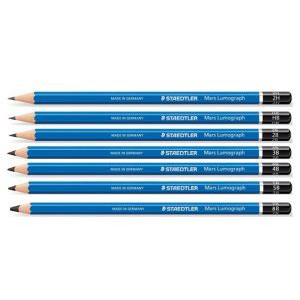 MADE IN GERMANY STAEDTLER Mars Lumograph 2H
MADE IN GERMANY STAEDTLER Mars Lumograph HB
MADE IN GERMANY STAEDTLER Mars Lumograph 2B
MADE IN GERMANY STAEDTLER Mars Lumograph 3B
MADE IN GERMANY STAEDTLER Mars Lumograph 4B
MADE IN GERMANY STAEDTLER Mars Lumograph 5B
MADE IN GERMANY STAEDTLER Mars Lumograph 8B